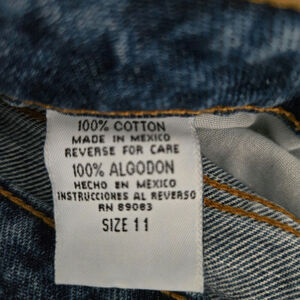 100% COTTON
MADE IN MEXICO
REVERSE FOR CARE
100% ALGODON
HECHO EN MEXICO
INSTRUCCIONES AL REVERSO
RN 89083
SIZE 11